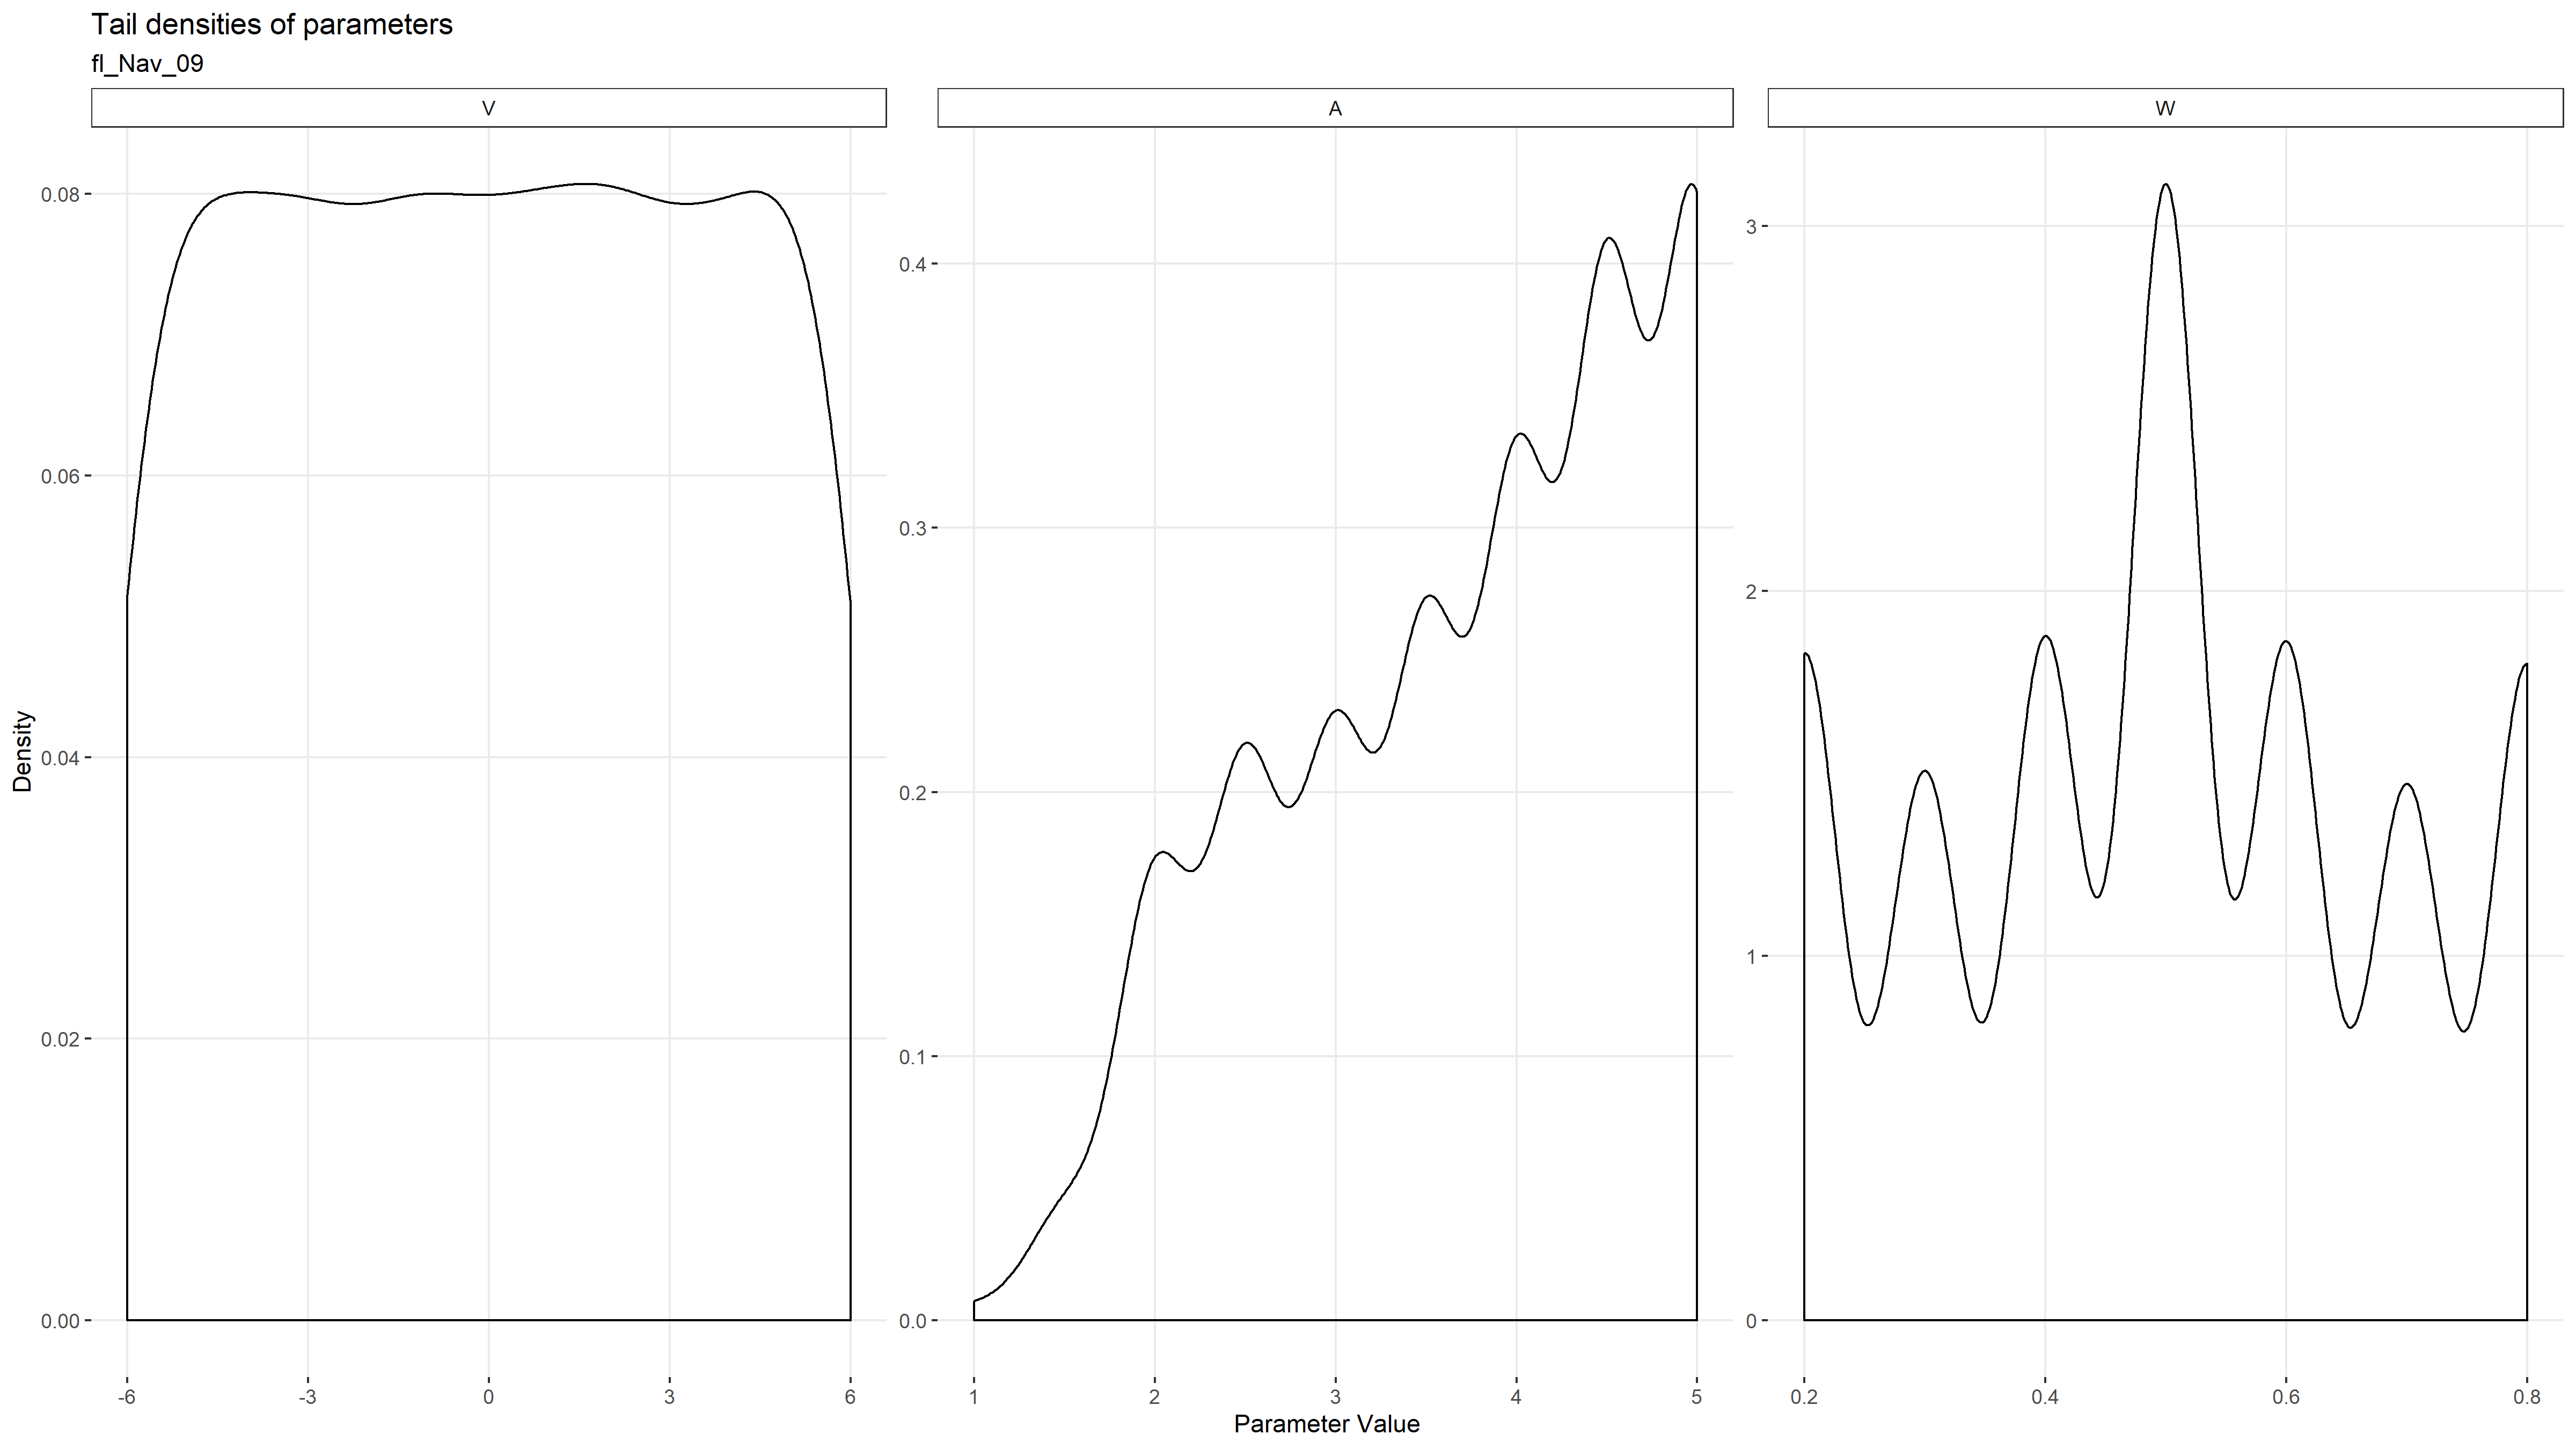 Tail densities of parameters
fl_Nav_09
V
A
W
Density
0.08
0.06
0.04
0.02
0.00
0.4
0.3
0.2
0.1
0.0
3
2
1
0
-6 -3 0 3 6
1 2 3 4 5
0.2 0.4 0.6 0.8
Parameter Value